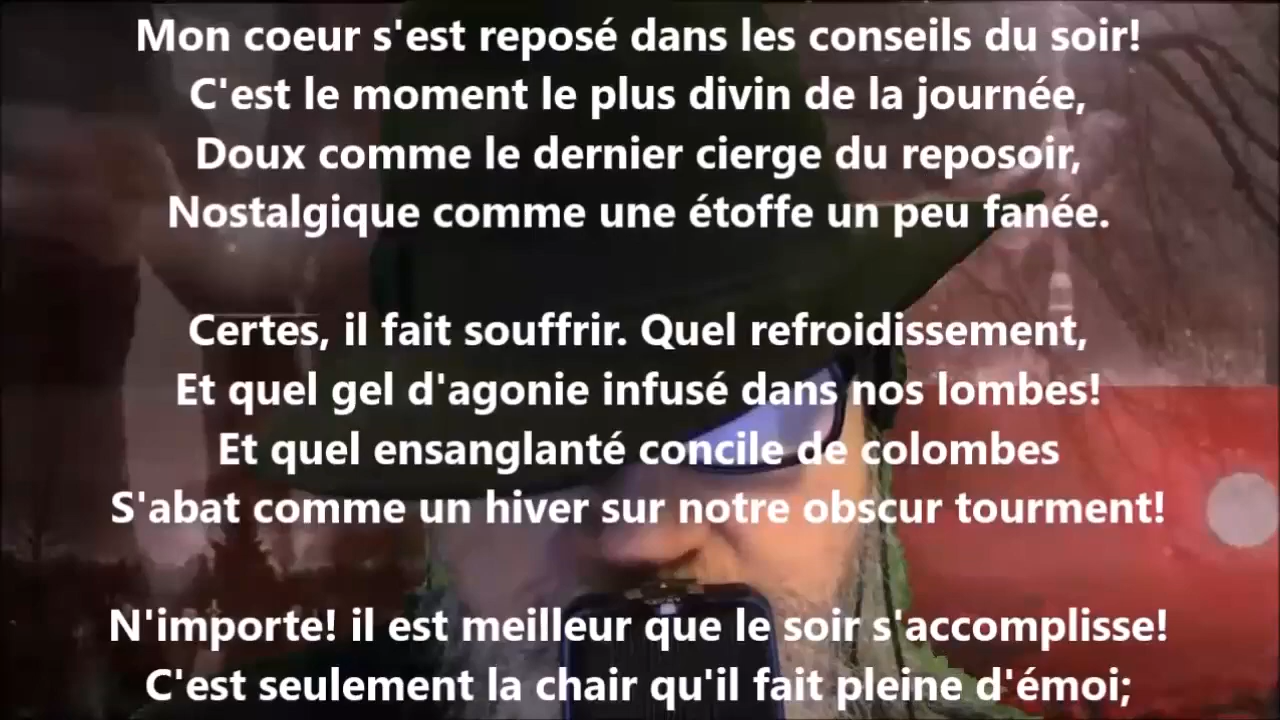 Mon coeur s'est reposé dans les conseils du soir!
C'est le moment le plus divin de la journée,
Doux comme le dernier cierge du reposoir,
Nostalgique comme une étoffe un peu fanée.
Certes, il fait souffrir. Quel refroidissement,
Et quel gel d'agonie infusé dans nos lombes!
Et quel ensanglanté concile de colombes
S'abat comme un hiver sur notre obscur tourment!
N'importe! il est meilleur que le soir s'accomplisse!
C'est seulement la chair qu'il fait pleine d'émoi;